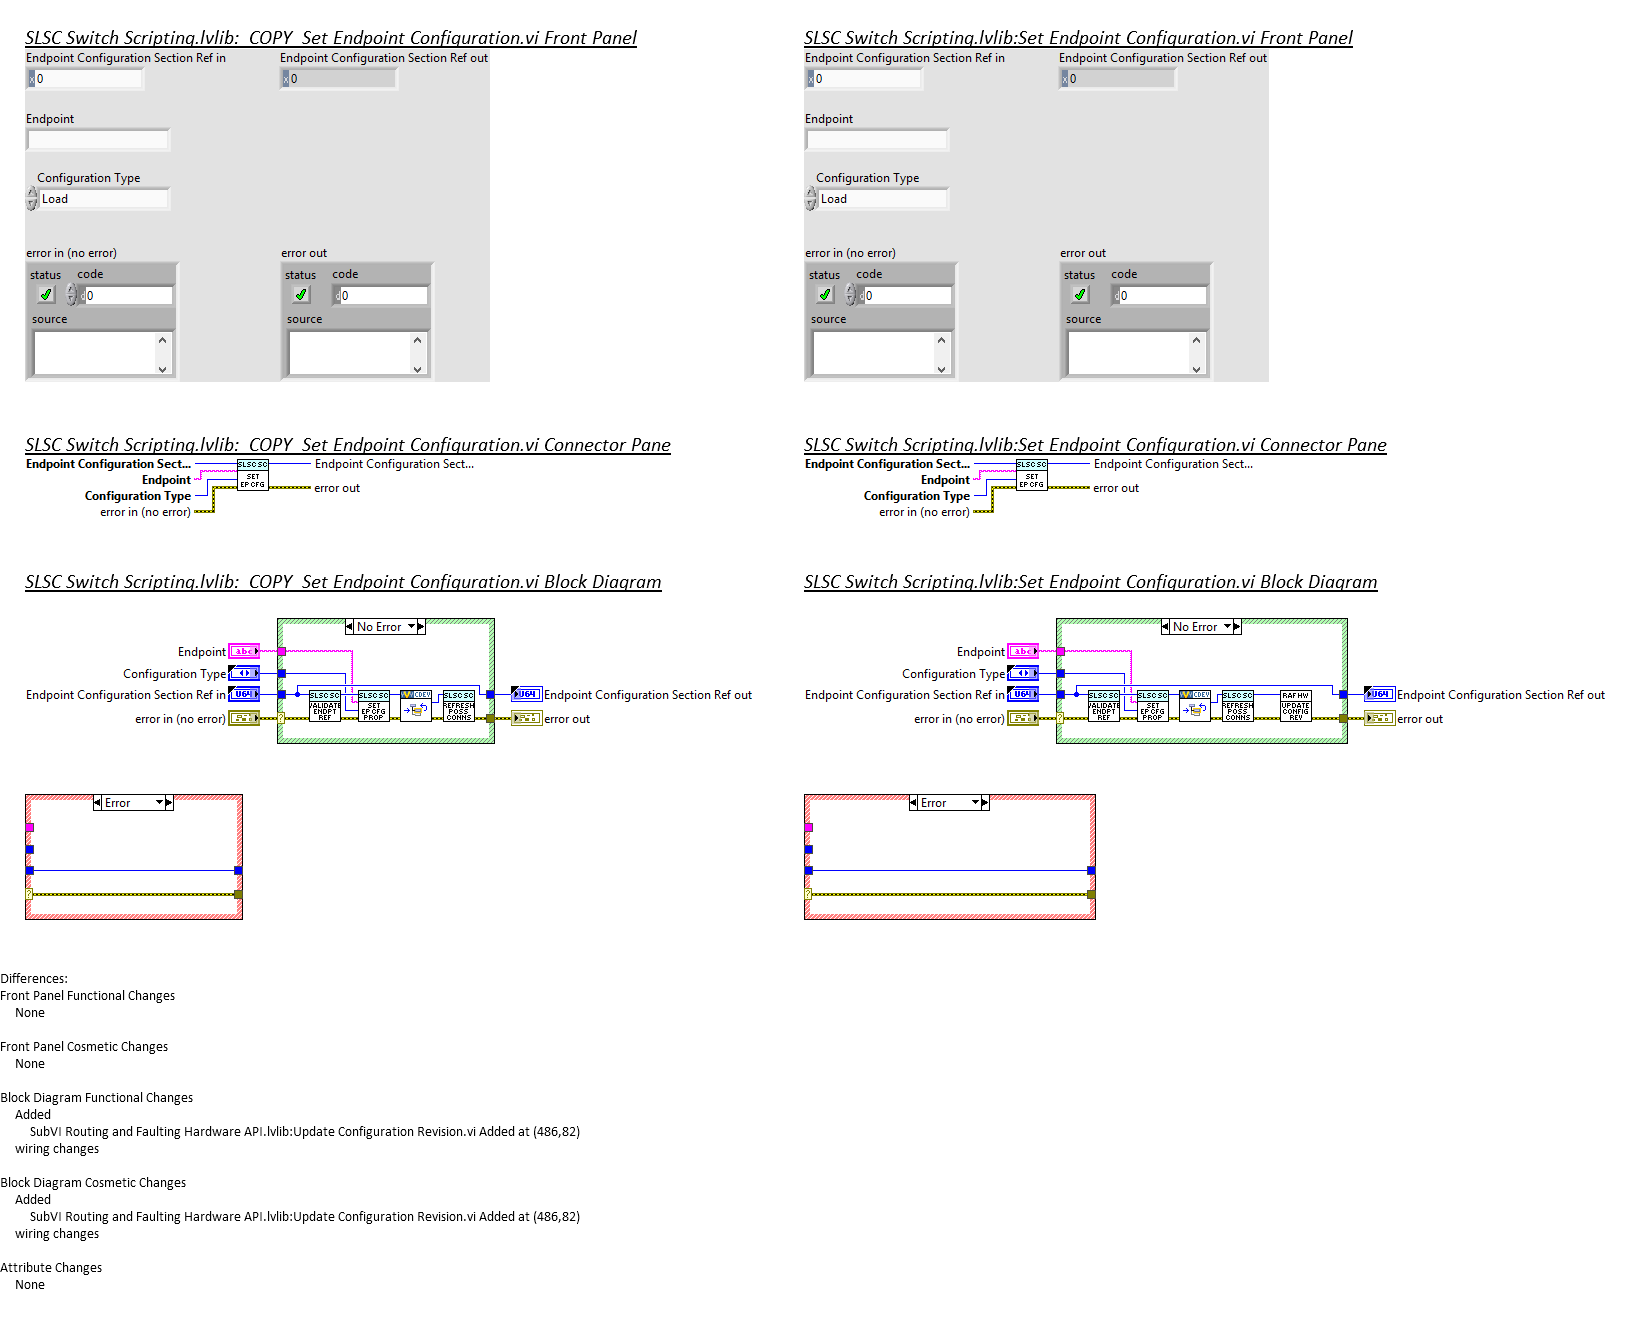 SLSC Switch Scripting.lvlib:_COPY_Set Endpoint Configuration.vi Front Panel
Endpoint Configuration Section Ref in
Endpoint Configuration Section Ref out
x 0
x 0
Endpoint
Configuration Type
Load
error in (no error)
error out
status code
status code
d 0
d 0
source
source
SLSC Switch Scripting.lvlib:Set Endpoint Configuration.vi Front Panel
Endpoint Configuration Section Ref in
Endpoint Configuration Section Ref out
x 0
x 0
Endpoint
Configuration Type
Load
error in (no error)
error out
status code
status code
d 0
d 0
source
source
SLSC Switch Scripting.lvlib:_COPY_Set Endpoint Configuration.vi Connector Pane
Endpoint Configuration Sect...
Endpoint
Configuration Type
error in (no error)
SLSC SC
SET
EP CFG
Endpoint Configuration Sect...
error out
SLSC Switch Scripting.lvlib:Set Endpoint Configuration.vi Connector Pane
Endpoint Configuration Sect...
Endpoint
Configuration Type
error in (no error)
SLSC SC
SET
EP CFG
Endpoint Configuration Sect...
error out
SLSC Switch Scripting.lvlib:_COPY_Set Endpoint Configuration.vi Block Diagram
No Error
Endpoint
abc
Configuration Type
Endpoint Configuration Section Ref in
U64
error in (no error)
?
SLSC SC
VALIDATE
ENDPT
REF
SLSC SC
SET
EP CFG
PROP
CDEV
SLSC SC
REFRESH
POSS
CONNS
U64
Endpoint Configuration Section Ref out
error out
Error
?
SLSC Switch Scripting.lvlib:Set Endpoint Configuration.vi Block Diagram
No Error
Endpoint
abc
Configuration Type
Endpoint Configuration Section Ref in
U64
error in (no error)
?
SLSC SC
VALIDATE
ENDPT
REF
SLSC SC
SET
EP CFG
PROP
CDEV
SLSC SC
REFRESH
POSS
CONNS
RAF HW
UPDATE
CONFIG
REV
U64
Endpoint Configuration Section Ref out
error out
Error
?
Differences:
Front Panel Functional Changes
None
Front Panel Cosmetic Changes
None
Block Diagram Functional Changes
Added
SubVI Routing and Faulting Hardware API.lvlib:Update Configuration Revision.vi Added at (486,82)
wiring changes
Block Diagram Cosmetic Changes
Added
SubVI Routing and Faulting Hardware API.lvlib:Update Configuration Revision.vi Added at (486,82)
wiring changes
Attribute Changes
None